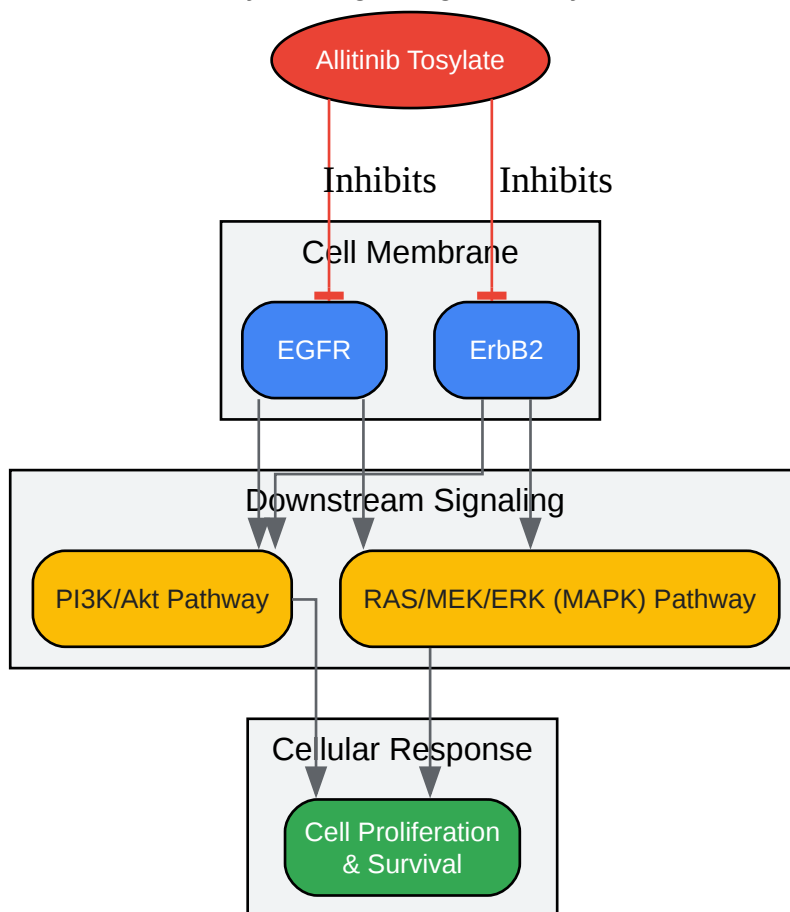 Allitinib Tosylate
Inhibits
Inhibits
Cell Membrane
EGFR
ErbB2
Downstream Signaling
PI3K/Akt Pathway
RAS/MEK/ERK (MAPK) Pathway
Cellular Response
Cell Proliferation
& Survival